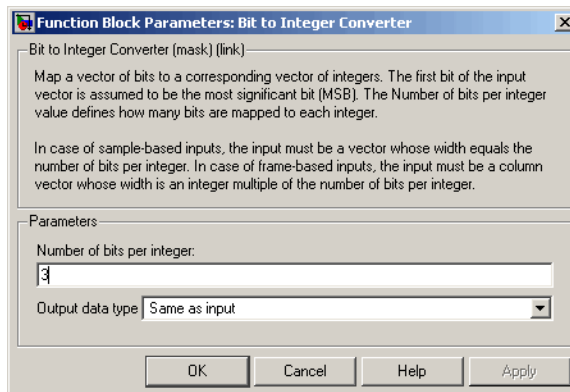 Function Block Parameters: Bit to Integer Converter
Bit to Integer Converter (mask) (link)
Map a vector of bits to a corresponding vector of integers. The first bit of the input
vector is assumed to be the most significant bit (MSB). The Number of bits per integer
value defines how many bits are mapped to each integer.
In case of sample-based inputs, the input must be a vector whose width equals the
number of bits per integer. In case of frame-based inputs, the input must be a column
vector whose width is an integer multiple of the number of bits per integer.
Parameters
Number of bits per integer:
3
Output data type Same as input
OK Cancel Help Apply